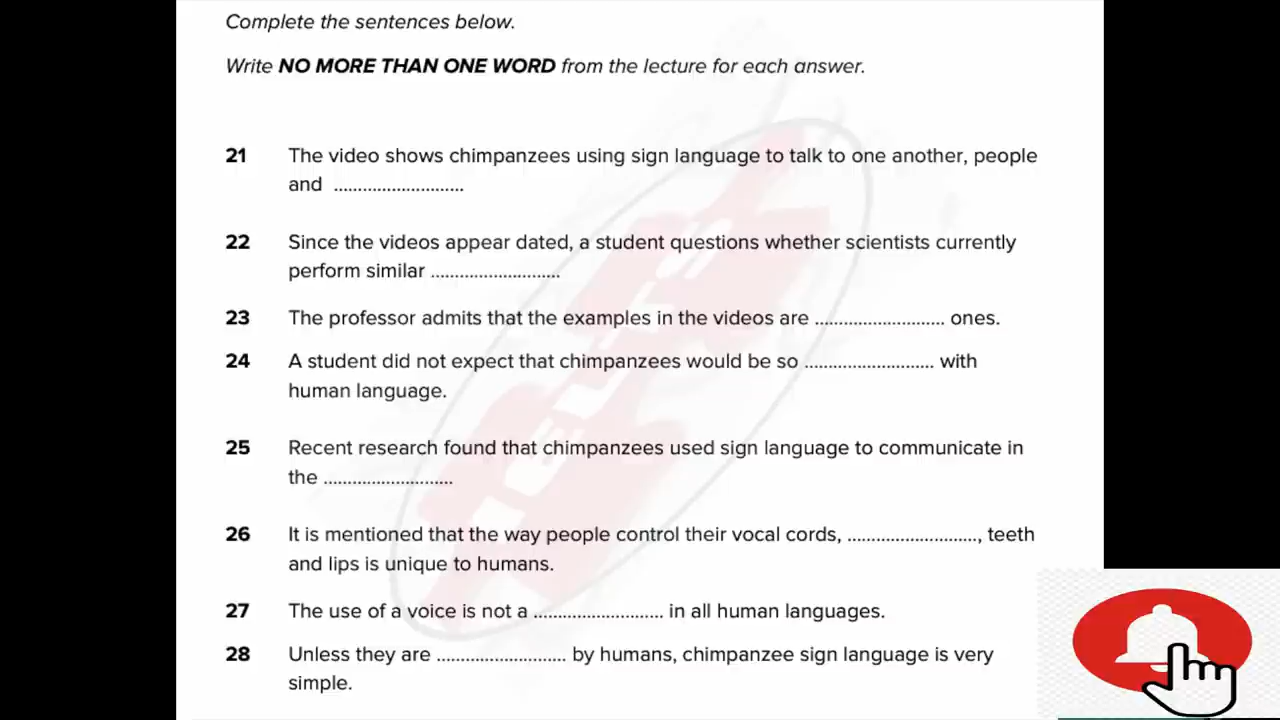 Complete the sentences below.
Write NO MORE THAN ONE WORD from the lecture for each answer.
21 The video shows chimpanzees using sign language to talk to one another, people
and ...........................
22 Since the videos appear dated, a student questions whether scientists currently
perform similar ...........................
23 The professor admits that the examples in the videos are ........................... ones.
24 A student did not expect that chimpanzees would be so ........................... with
human language.
25 Recent research found that chimpanzees used sign language to communicate in
the ...........................
26 It is mentioned that the way people control their vocal cords, ..........................., teeth
and lips is unique to humans.
27 The use of a voice is not a ........................... in all human languages.
28 Unless they are ........................... by humans, chimpanzee sign language is very
simple.